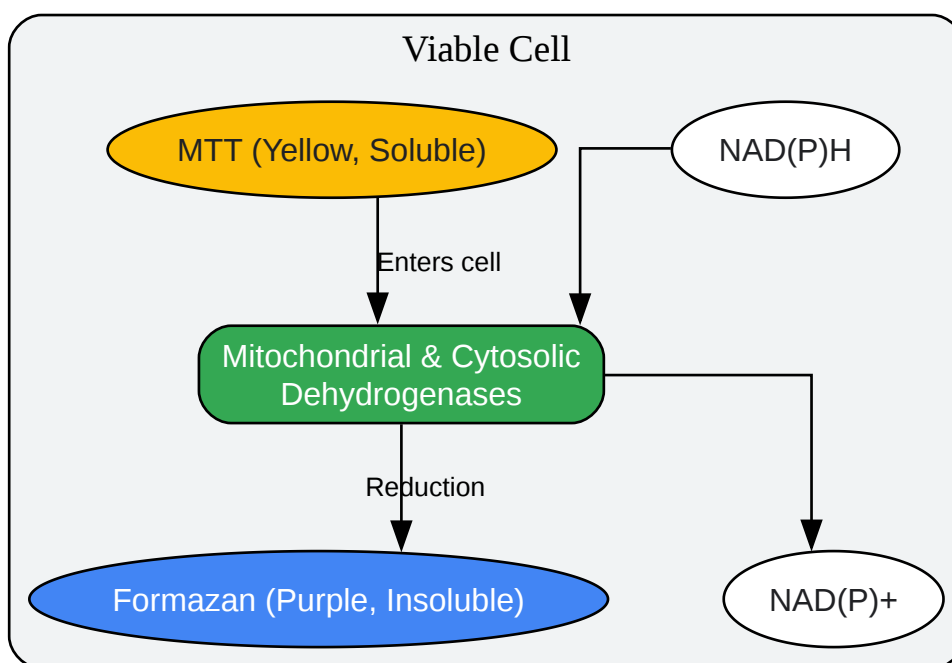 Viable Cell
MTT (Yellow, Soluble)
NAD(P)H
Enters cell
Mitochondrial & Cytosolic
Dehydrogenases
Reduction
Formazan (Purple, Insoluble)
NAD(P)+